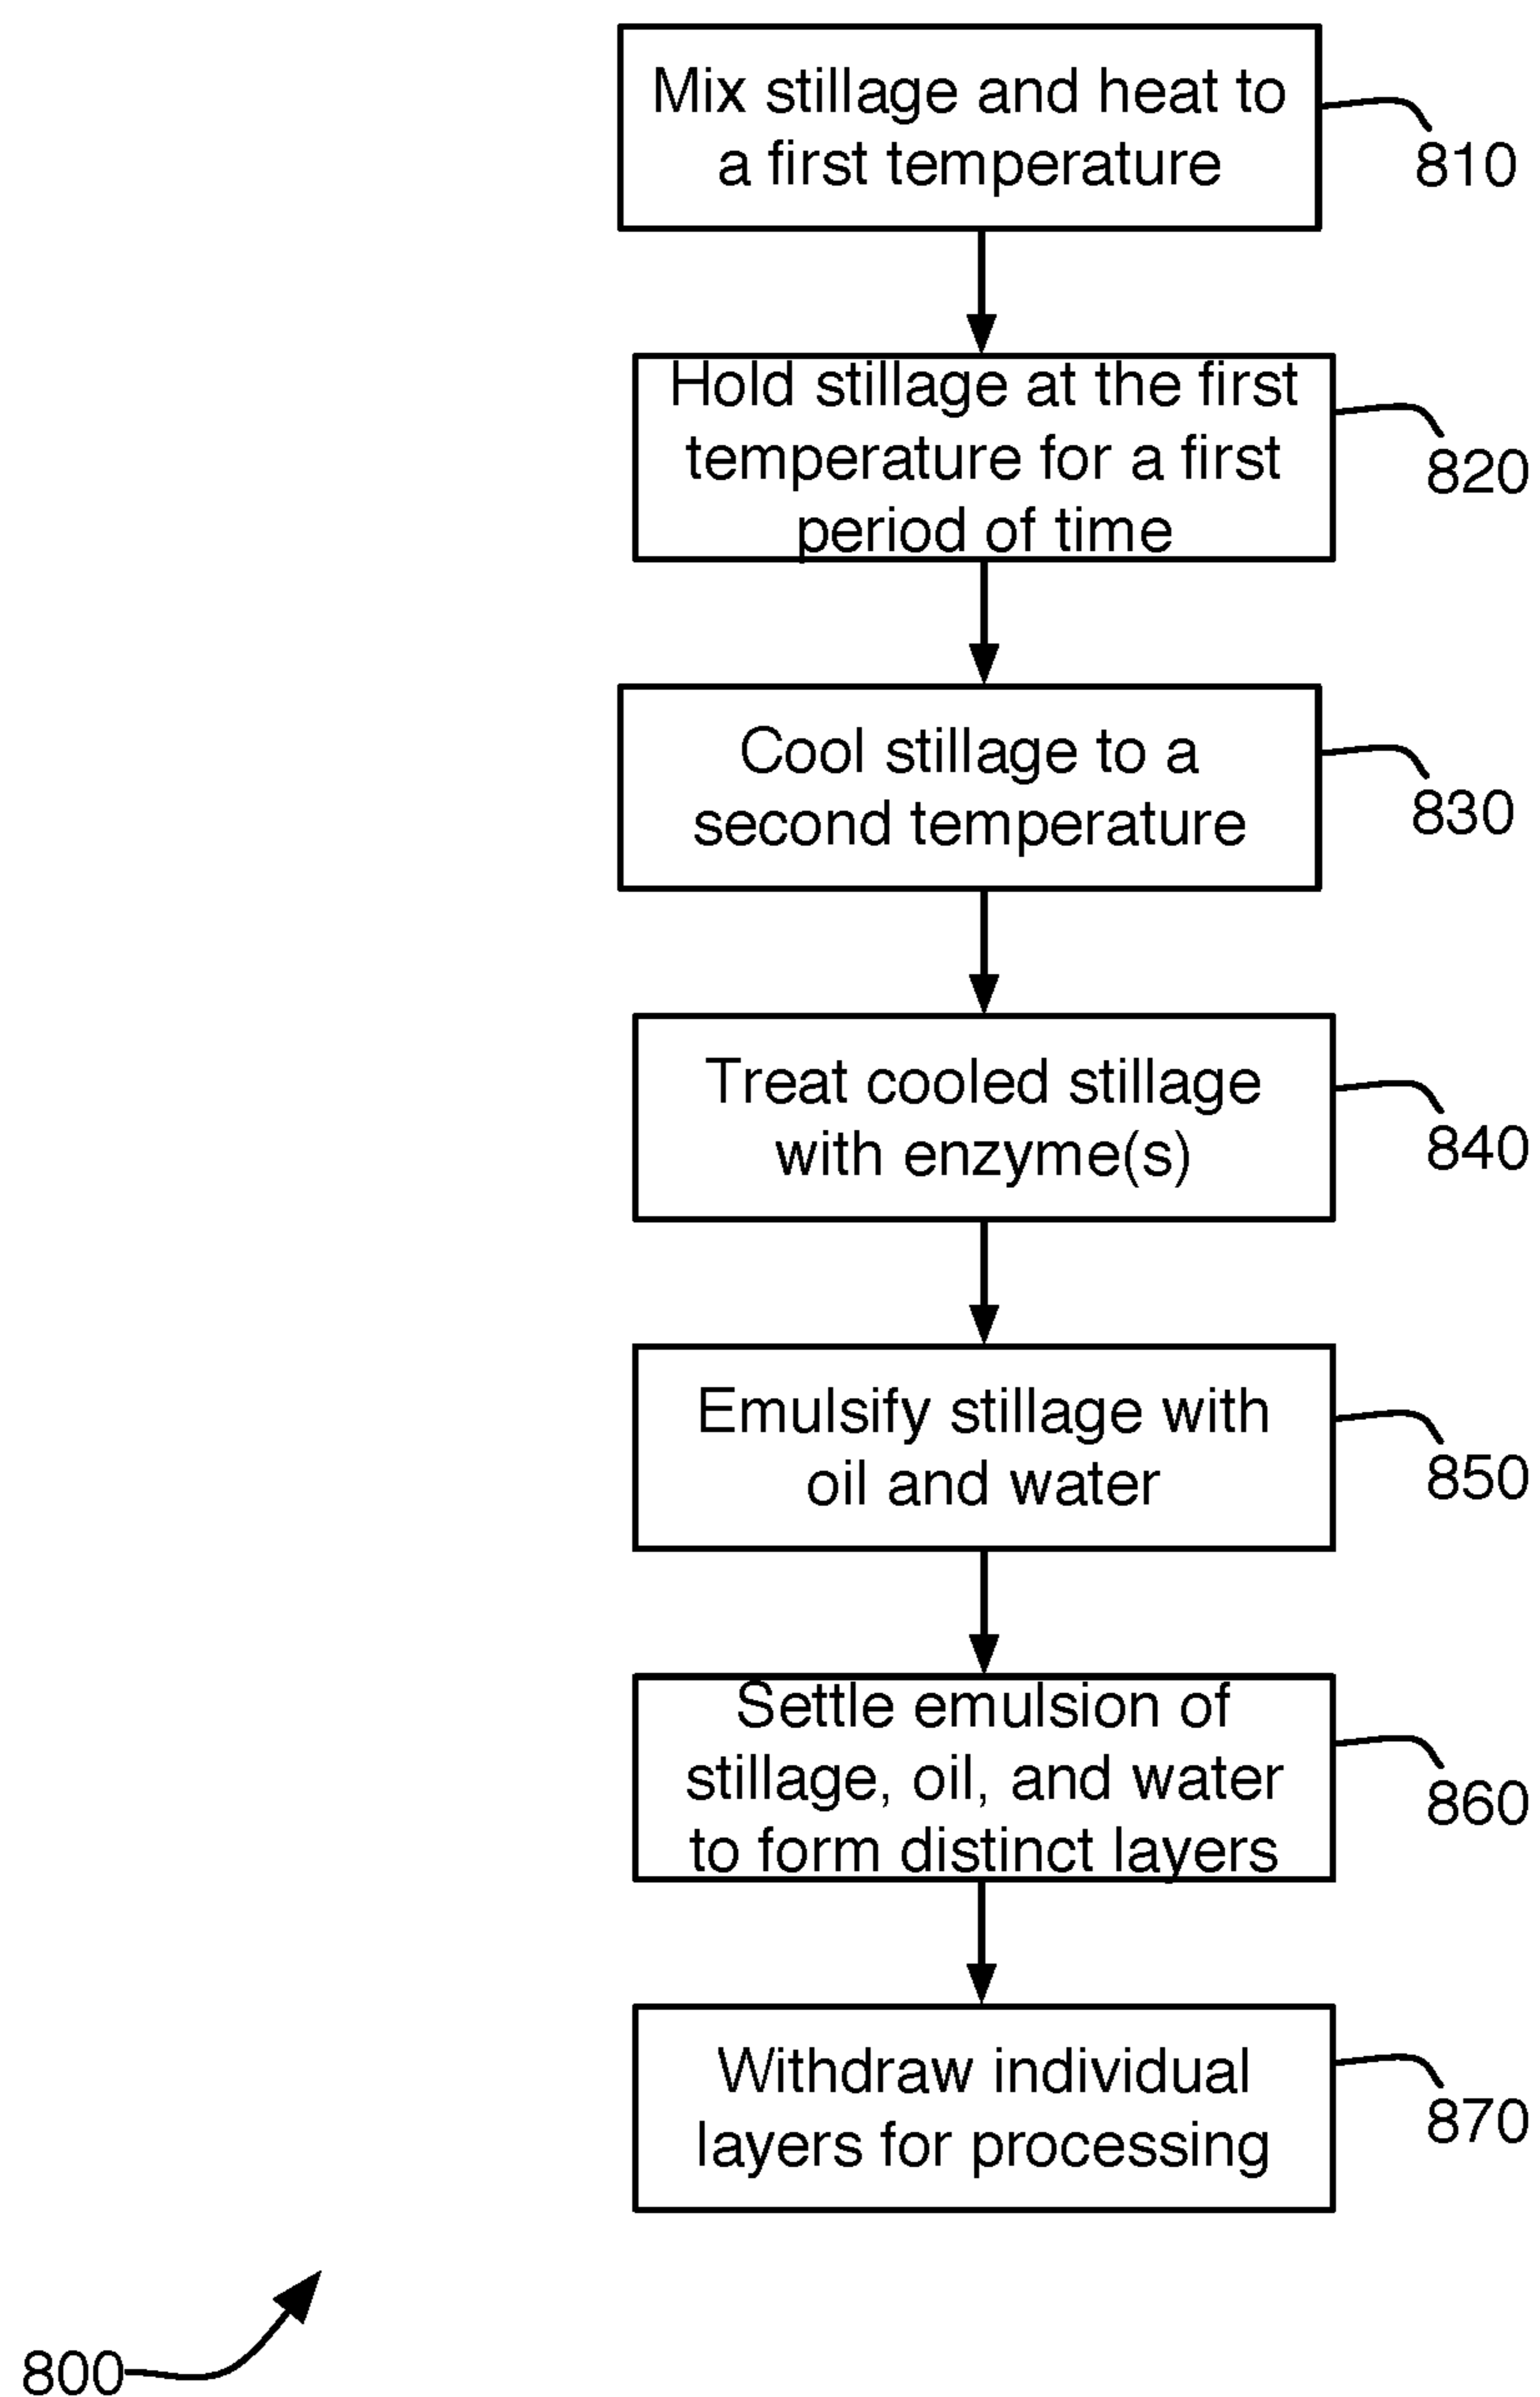 Mix stillage and heat to
a first temperature
810
Hold stillage at the first
temperature for a first
period of time
820
Cool stillage to a
second temperature
830
Treat cooled stillage
with enzyme(s)
840
Emulsify stillage with
oil and water
850
Settle emulsion of
stillage, oil, and water
to form distinct layers
860
Withdraw individual
layers for processing
870
800